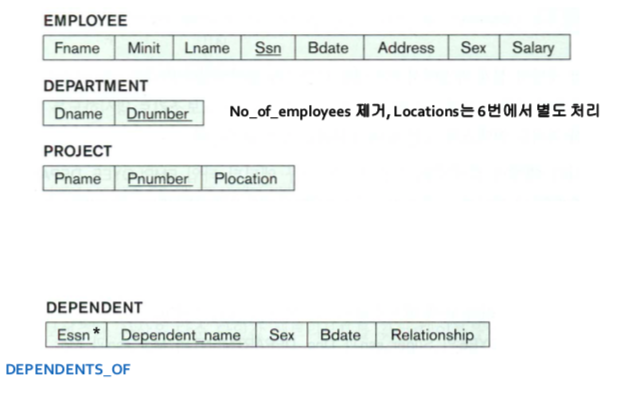 EMPLOYEE
Fname Minit Lname Ssn Bdate Address Sex Salary
DEPARTMENT
Dname Dnumber No_of_employees 제거, Locations는 6번에서 별도 처리
PROJECT
Pname Pnumber Plocation
DEPENDENT
Essn* Dependent_name Sex Bdate Relationship
DEPENDENTS_OF